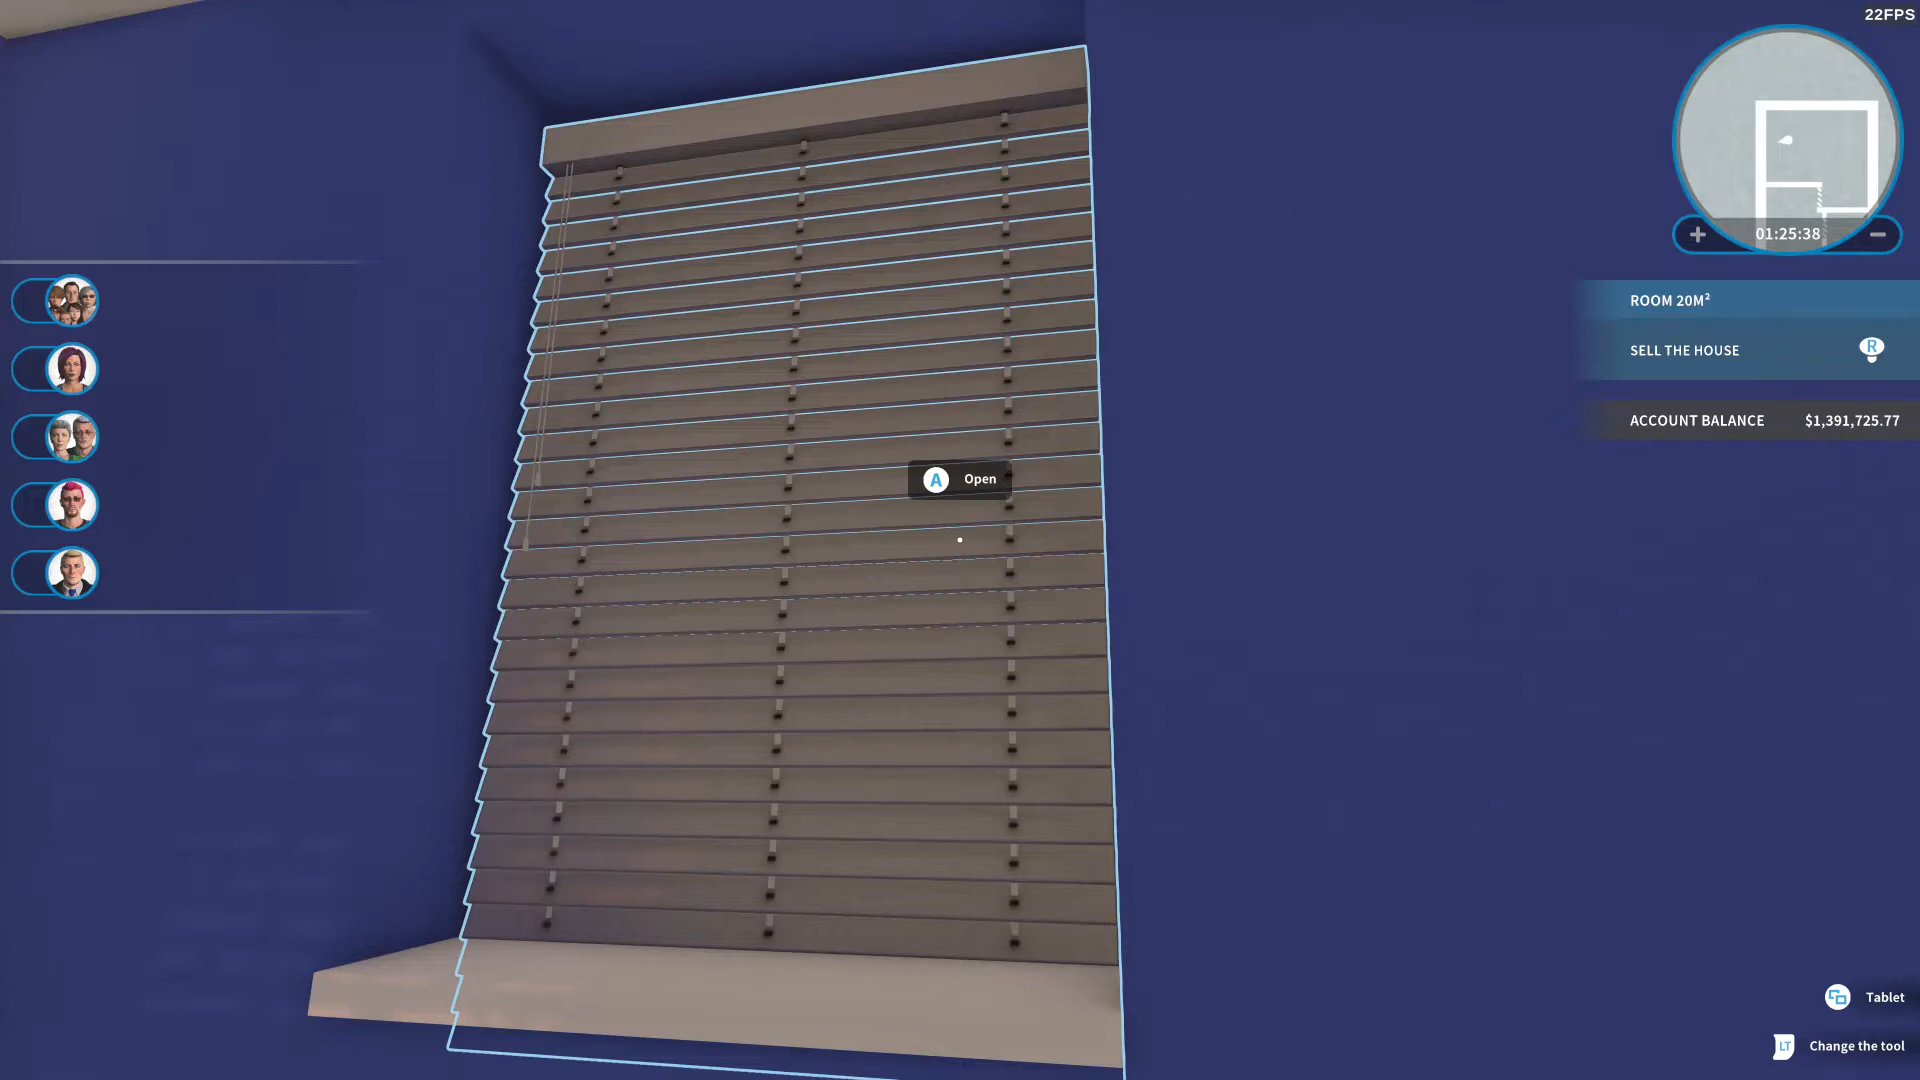 22FPS
01:25:38
ROOM 20M²
SELL THE HOUSE
R
ACCOUNT BALANCE $1,391,725.77
A Open
Tablet
LT Change the tool